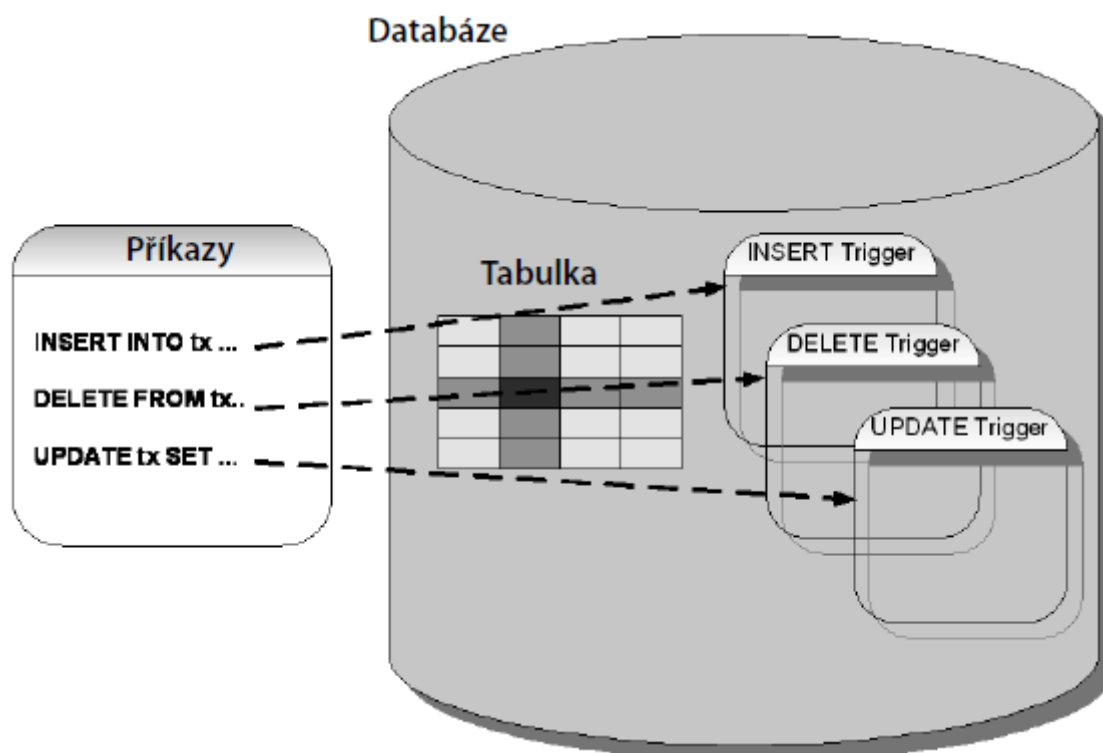 Databáze
Příkazy
INSERT INTO tx ...
DELETE FROM tx..
UPDATE tx SET ...
Tabulka
INSERT Trigger
DELETE Trigger
UPDATE Trigger